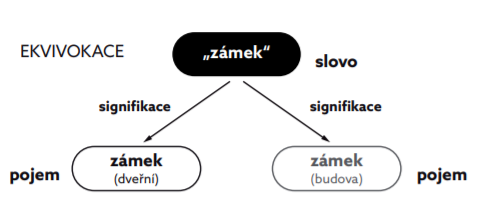 EKVIVOKACE
„zámek“
slovo
signifikace
signifikace
pojem
zámek
(dveřní)
zámek
(budova)
pojem